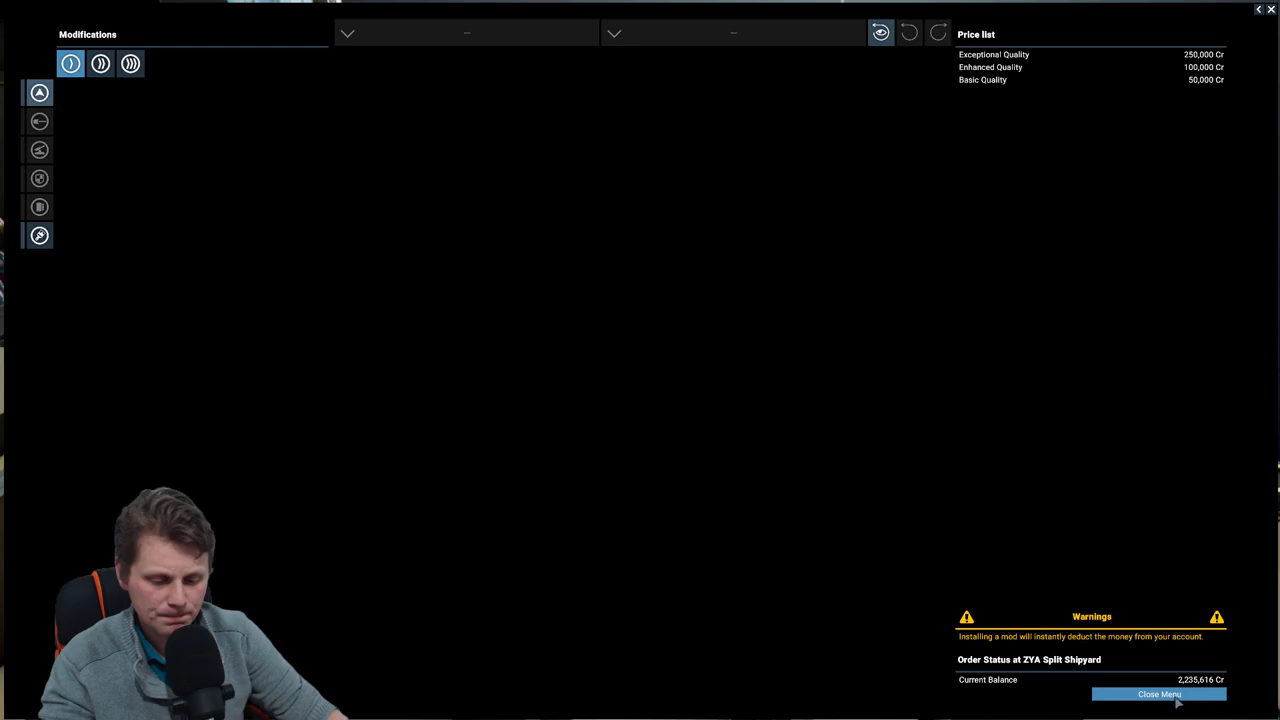 Modifications
–
–
Price list
Exceptional Quality 250,000 Cr
Enhanced Quality 100,000 Cr
Basic Quality 50,000 Cr
Warnings
Installing a mod will instantly deduct the money from your account.
Order Status at ZYA Split Shipyard
Current Balance 2,235,616 Cr
Close Menu